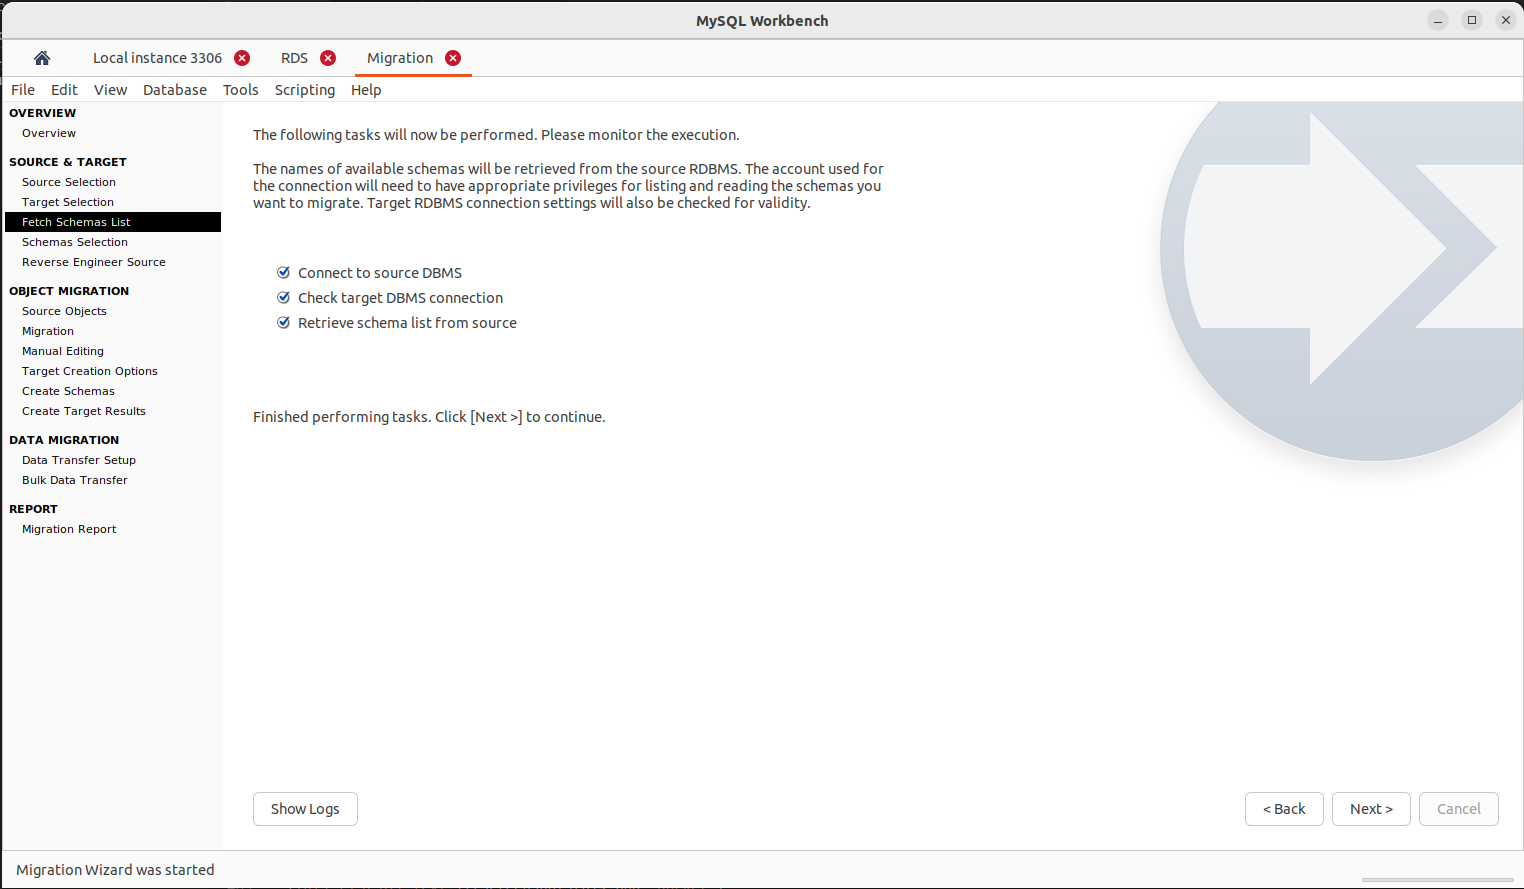 MySQL Workbench
Local instance 3306
RDS
Migration
File Edit View Database Tools Scripting Help
OVERVIEW
Overview
SOURCE & TARGET
Source Selection
Target Selection
Fetch Schemas List
Schemas Selection
Reverse Engineer Source
OBJECT MIGRATION
Source Objects
Migration
Manual Editing
Target Creation Options
Create Schemas
Create Target Results
DATA MIGRATION
Data Transfer Setup
Bulk Data Transfer
REPORT
Migration Report
The following tasks will now be performed. Please monitor the execution.
The names of available schemas will be retrieved from the source RDBMS. The account used for
the connection will need to have appropriate privileges for listing and reading the schemas you
want to migrate. Target RDBMS connection settings will also be checked for validity.
Connect to source DBMS
Check target DBMS connection
Retrieve schema list from source
Finished performing tasks. Click [Next >] to continue.
Show Logs
< Back
Next >
Cancel
Migration Wizard was started